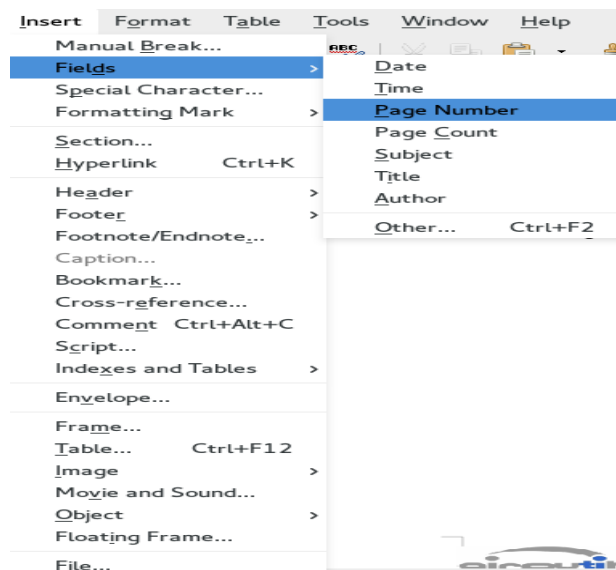 Insert Format Table Tools Window Help
Manual Break...
ABC
Fields >
Special Character...
Formatting Mark >
Section...
Hyperlink Ctrl+K
Header >
Footer >
Footnote/Endnote...
Caption...
Bookmark...
Cross-reference...
Comment Ctrl+Alt+C
Script...
Indexes and Tables >
Envelope...
Frame...
Table... Ctrl+F12
Image >
Movie and Sound...
Object >
Floating Frame...
File...
Date
Time
Page Number
Page Count
Subject
Title
Author
Other... Ctrl+F2